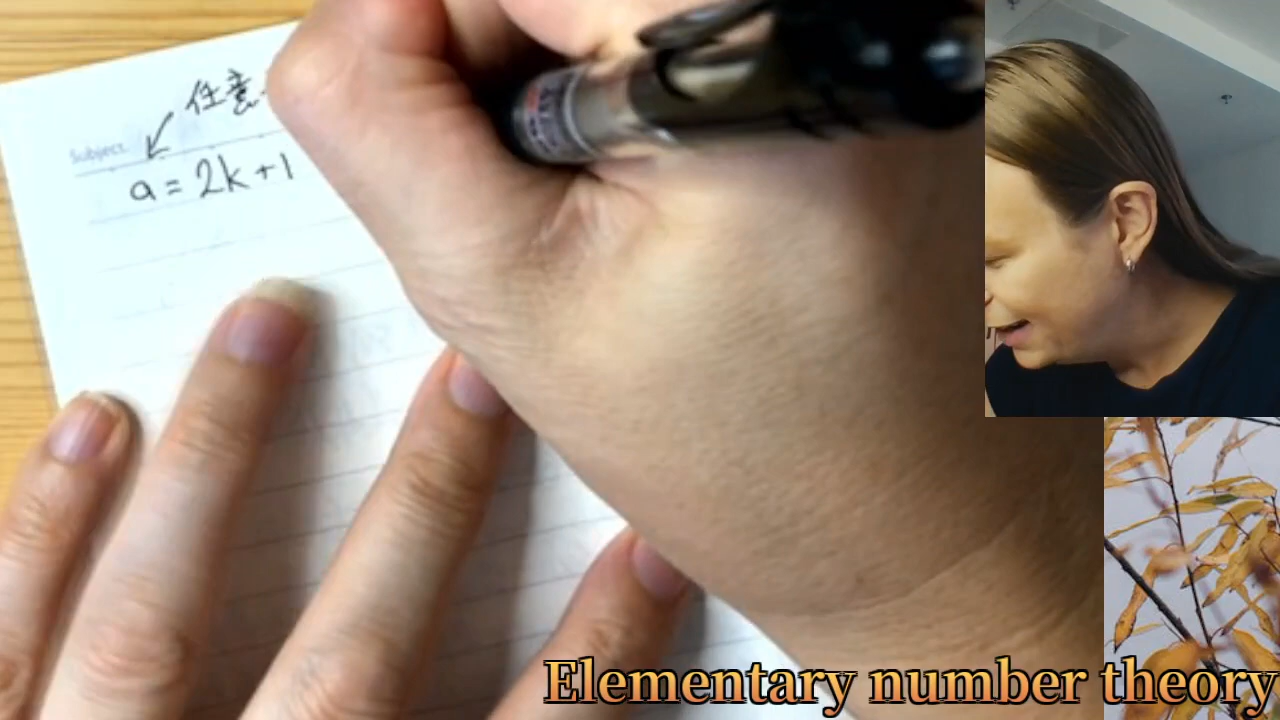 任意
Subject:
a = 2k+1
Elementary number theory